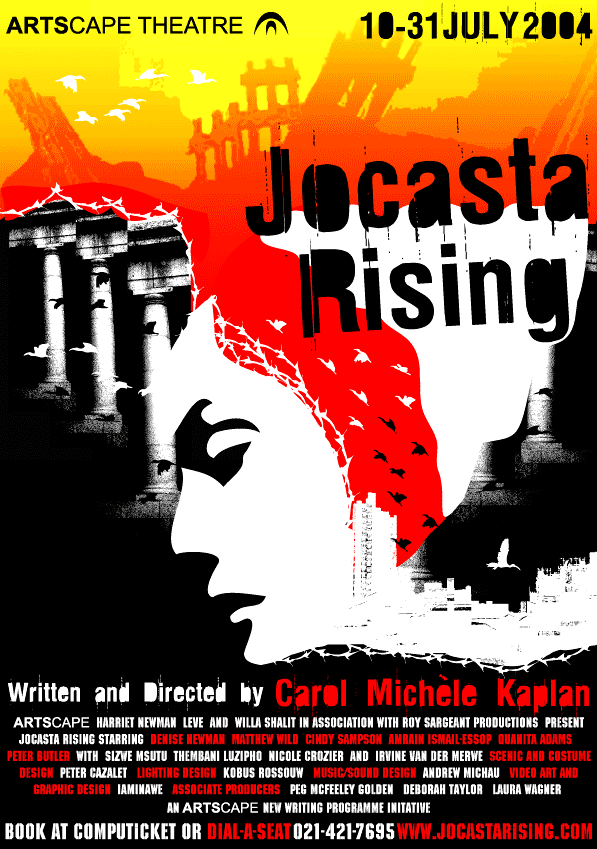 ARTSCAPE THEATRE
10-31 JULY 2004
Jocasta
Rising
Written and Directed by Carol Michèle Kaplan
ARTSCAPE HARRIET NEWMAN LEVE AND WILLA SHALIT IN ASSOCIATION WITH ROY SARGEANT PRODUCTIONS PRESENT
JOCASTA RISING STARRING DENISE NEWMAN MATTHEW WILD CINDY SAMPSON AMRAIN ISMAIL-ESSOP QUANITA ADAMS
PETER BUTLER WITH SIZWE MSUTU THEMBANI LUZIPHO NICOLE CROZIER AND IRVINE VAN DER MERWE SCENIC AND COSTUME
DESIGN PETER CAZALET LIGHTING DESIGN KOBUS ROSSOUW MUSIC/SOUND DESIGN ANDREW MICHAU VIDEO ART AND
GRAPHIC DESIGN IAMINAWE ASSOCIATE PRODUCERS PEG MCFEELEY GOLDEN DEBORAH TAYLOR LAURA WAGNER
AN ARTSCAPE NEW WRITING PROGRAMME INITATIVE
BOOK AT COMPUTICKET OR DIAL-A-SEAT 021-421-7695 WWW.JOCASTARISING.COM